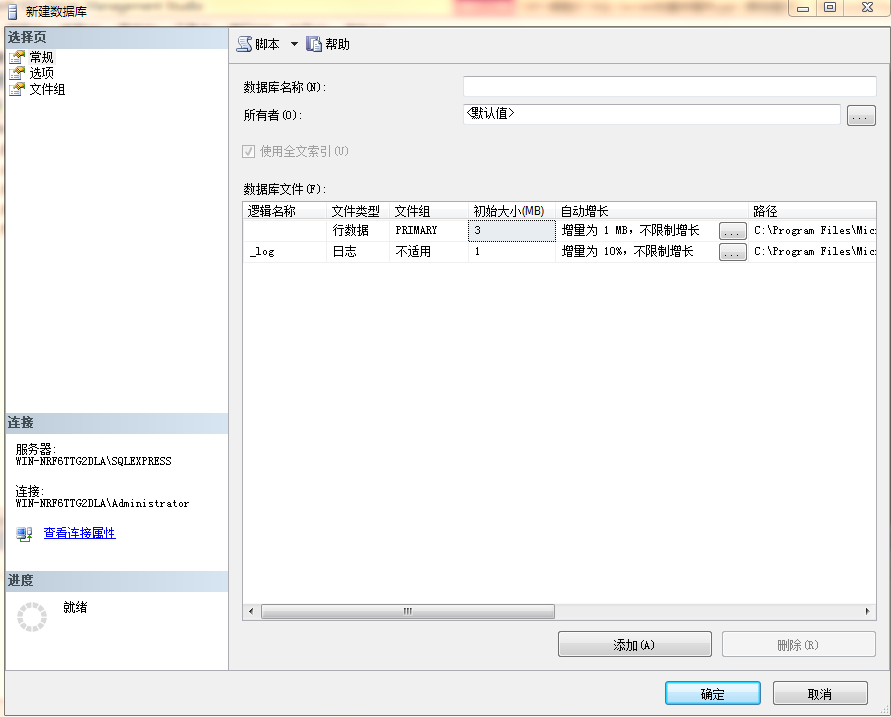 新建数据库
选择页
常规
选项
文件组
脚本
帮助
数据库名称(N):
所有者(O):
<默认值>
...
使用全文索引(U)
数据库文件(F):
逻辑名称 文件类型 文件组 初始大小(MB) 自动增长 路径
行数据 PRIMARY 3 增量为 1 MB，不限制增长 ... C:\Program Files\Mic
_log 日志 不适用 1 增量为 10%，不限制增长 ... C:\Program Files\Mic
连接
服务器:
WIN-NRF6TTG2DLA\SQLEXPRESS
连接:
WIN-NRF6TTG2DLA\Administrator
查看连接属性
进度
就绪
添加(A)
删除(R)
确定
取消